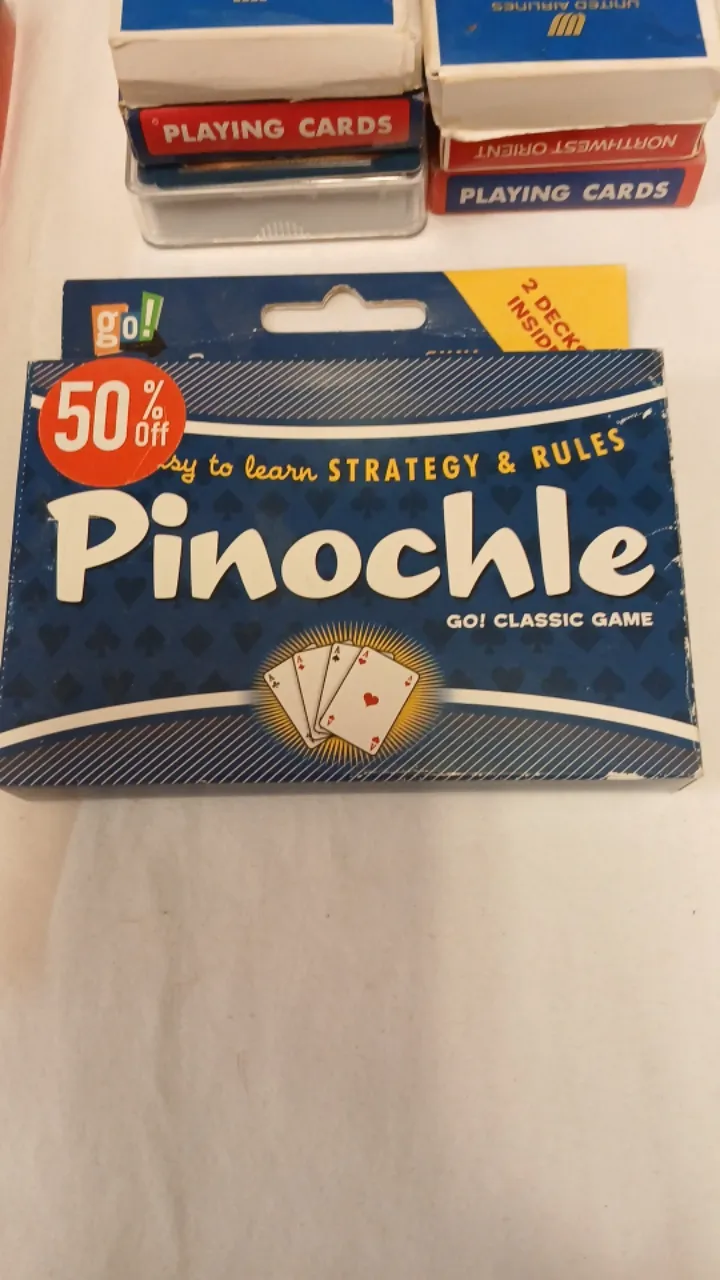 UNITED AIRLINES
PLAYING CARDS
NORTHWEST ORIENT
PLAYING CARDS
go!
2 DECKS
INSIDE
50% Off
to learn STRATEGY & RULES
Pinochle
GO! CLASSIC GAME